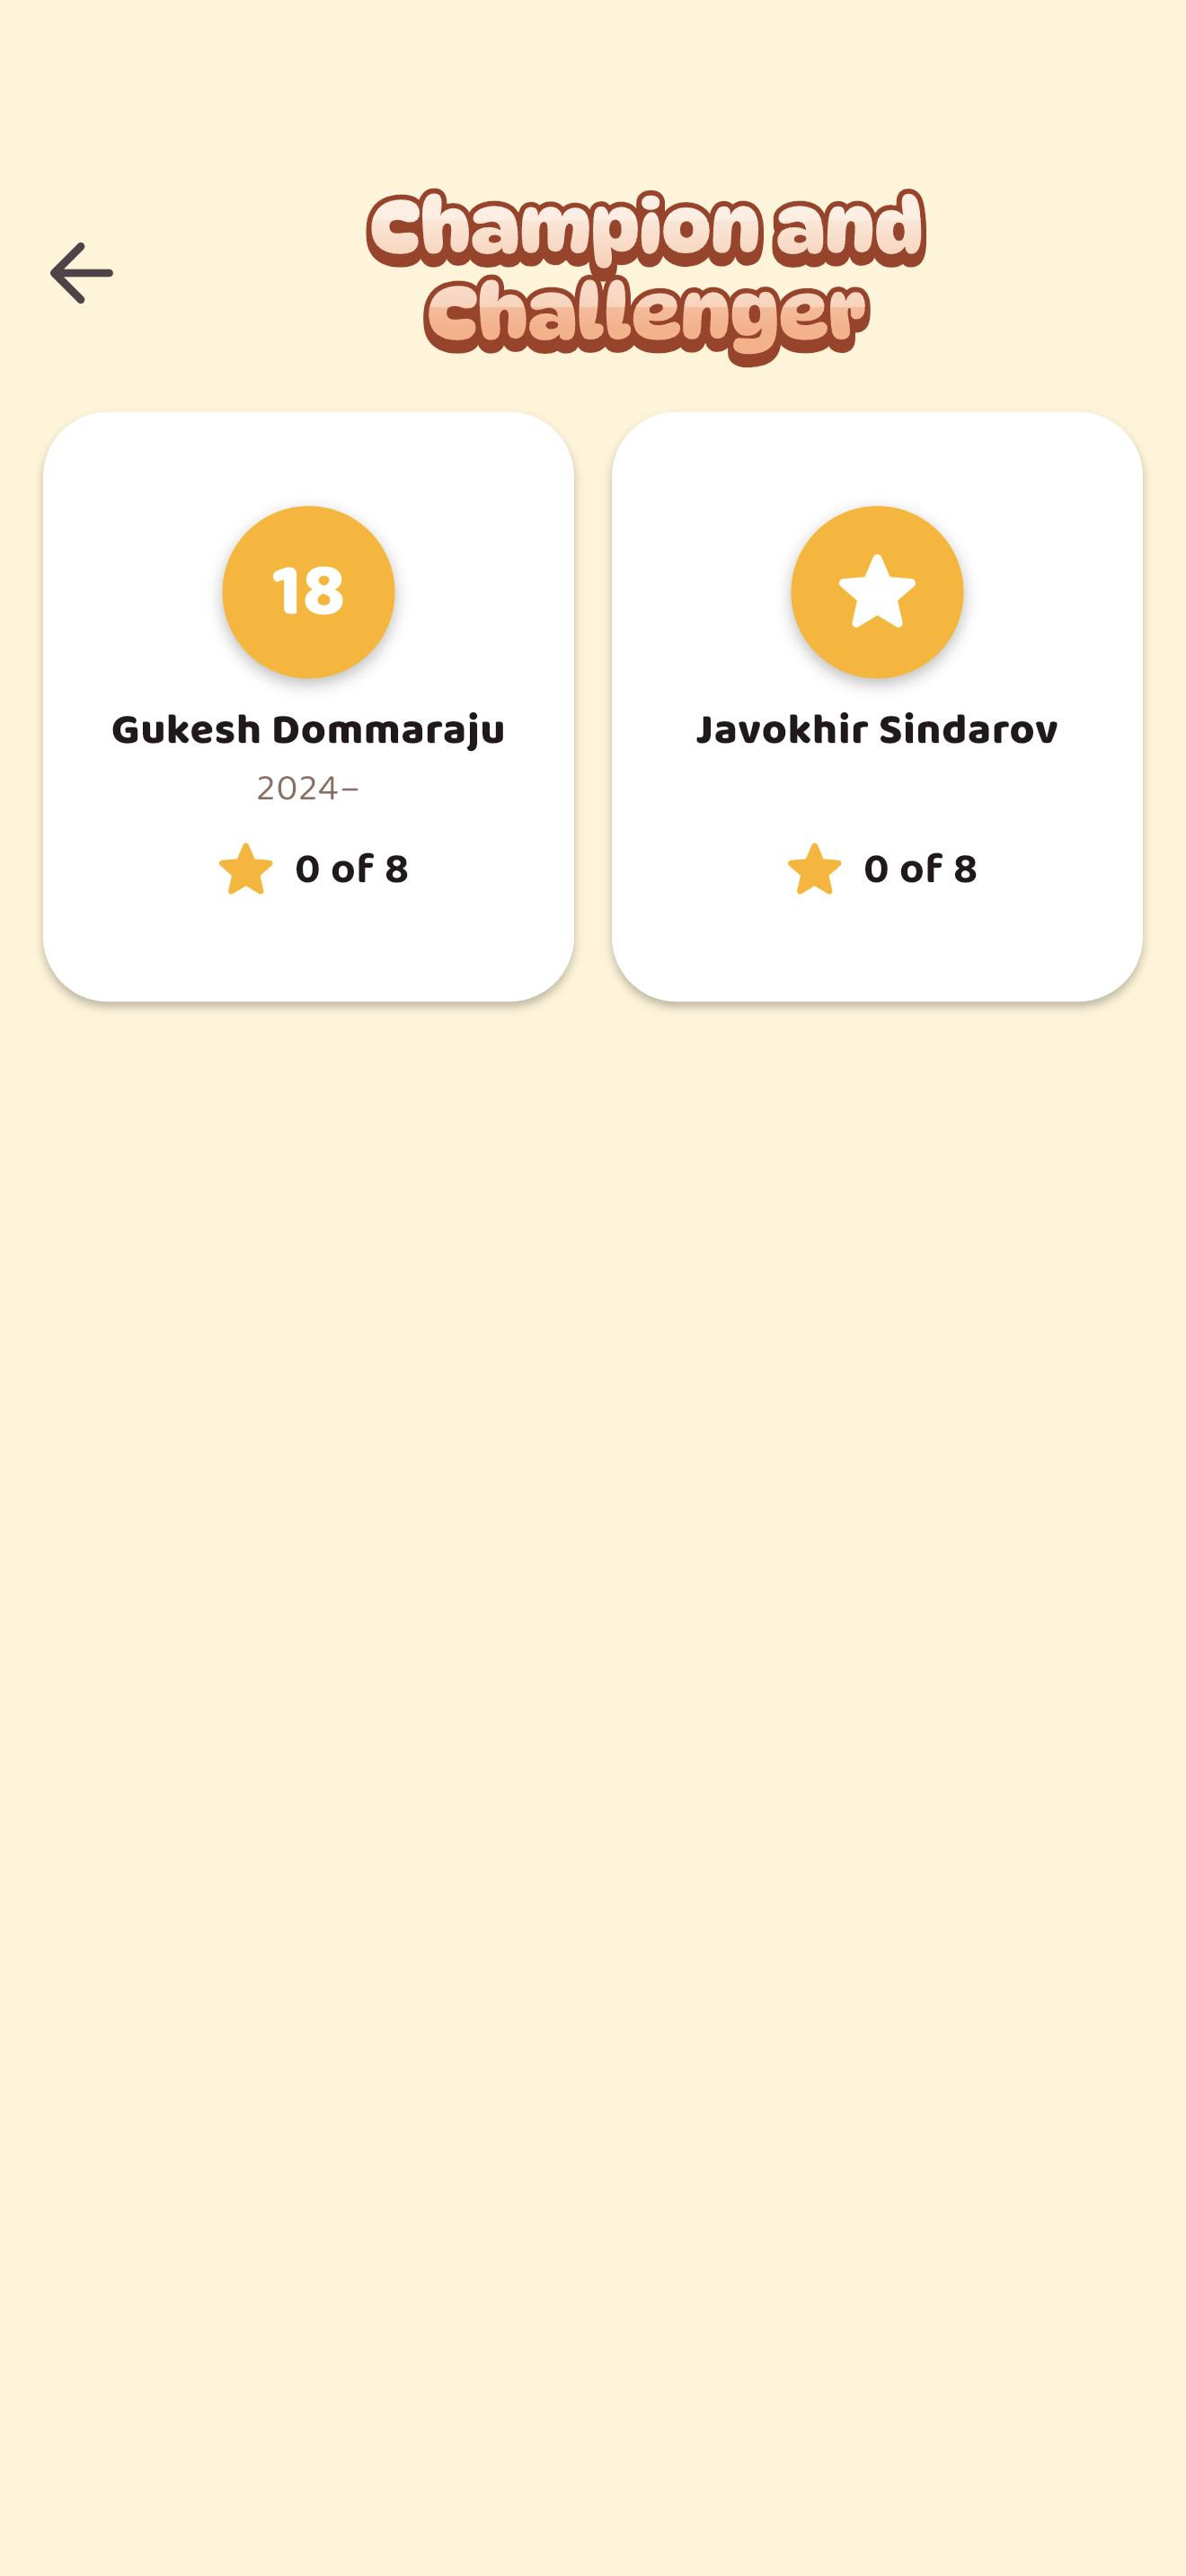 Champion and
Challenger
18
Gukesh Dommaraju
2024–
0 of 8
Javokhir Sindarov
0 of 8